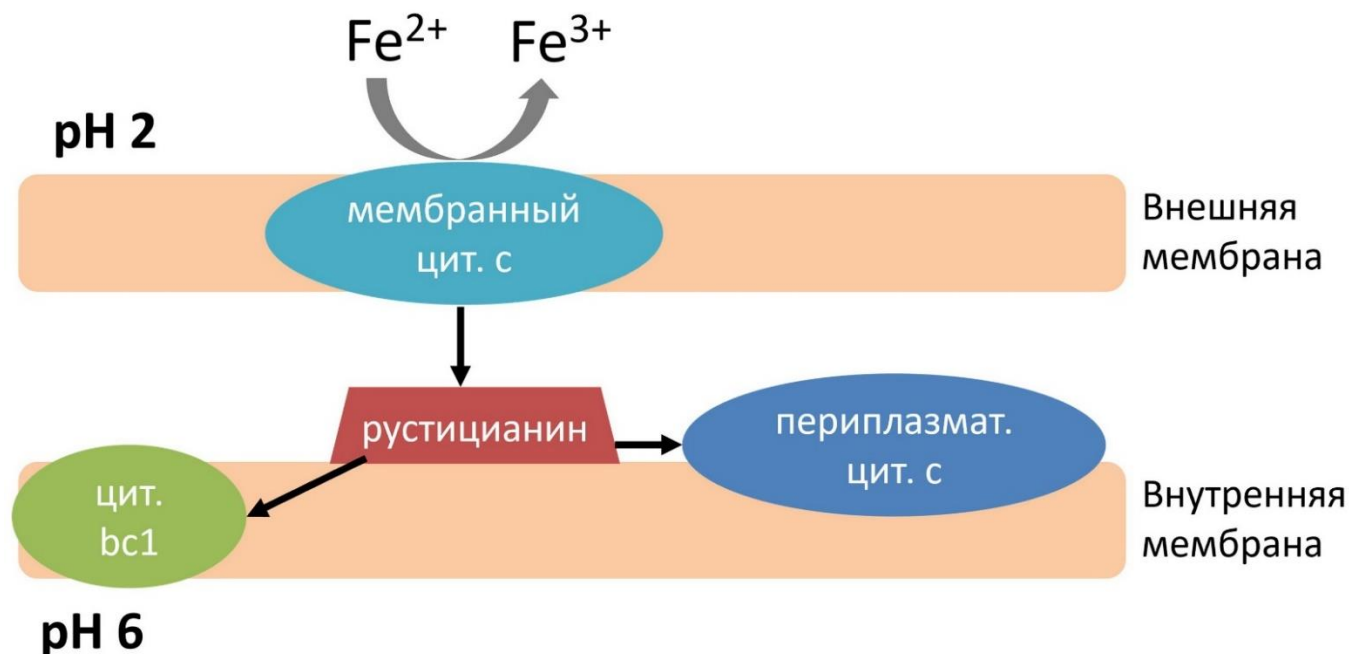 Fe²⁺ Fe³⁺
pH 2
мембранный
цит. c
Внешняя
мембрана
рустицианин
периплазмат.
цит. c
цит.
bc1
Внутренняя
мембрана
pH 6